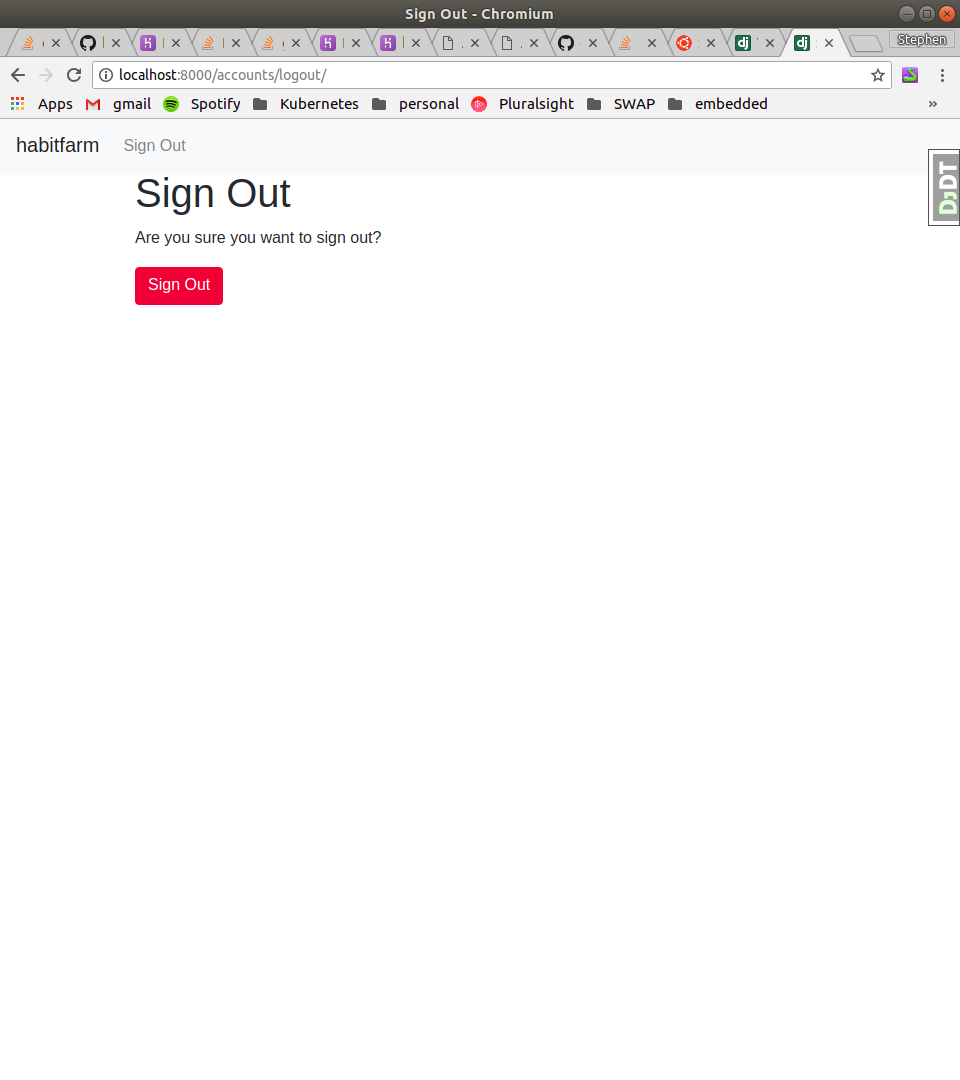 Sign Out - Chromium
Stephen
localhost:8000/accounts/logout/
Apps gmail Spotify Kubernetes personal Pluralsight SWAP embedded »
habitfarm Sign Out
DjDT
Sign Out
Are you sure you want to sign out?
Sign Out